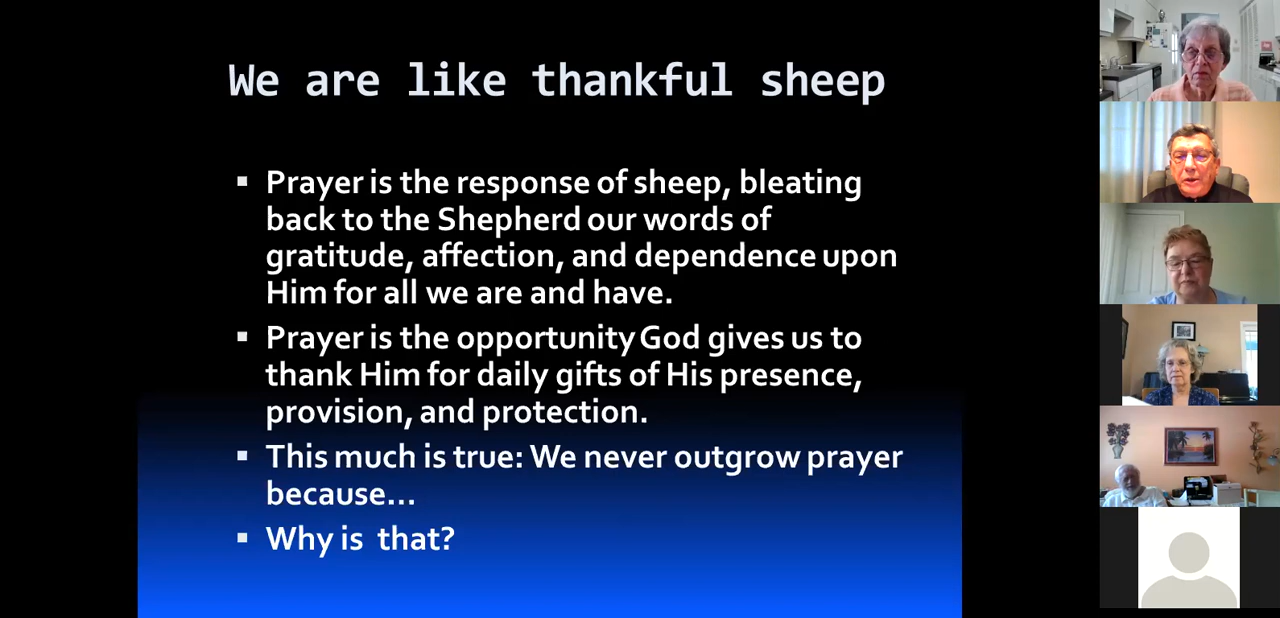 We are like thankful sheep
▪ Prayer is the response of sheep, bleating
back to the Shepherd our words of
gratitude, affection, and dependence upon
Him for all we are and have.
▪ Prayer is the opportunity God gives us to
thank Him for daily gifts of His presence,
provision, and protection.
▪ This much is true: We never outgrow prayer
because...
▪ Why is  that?